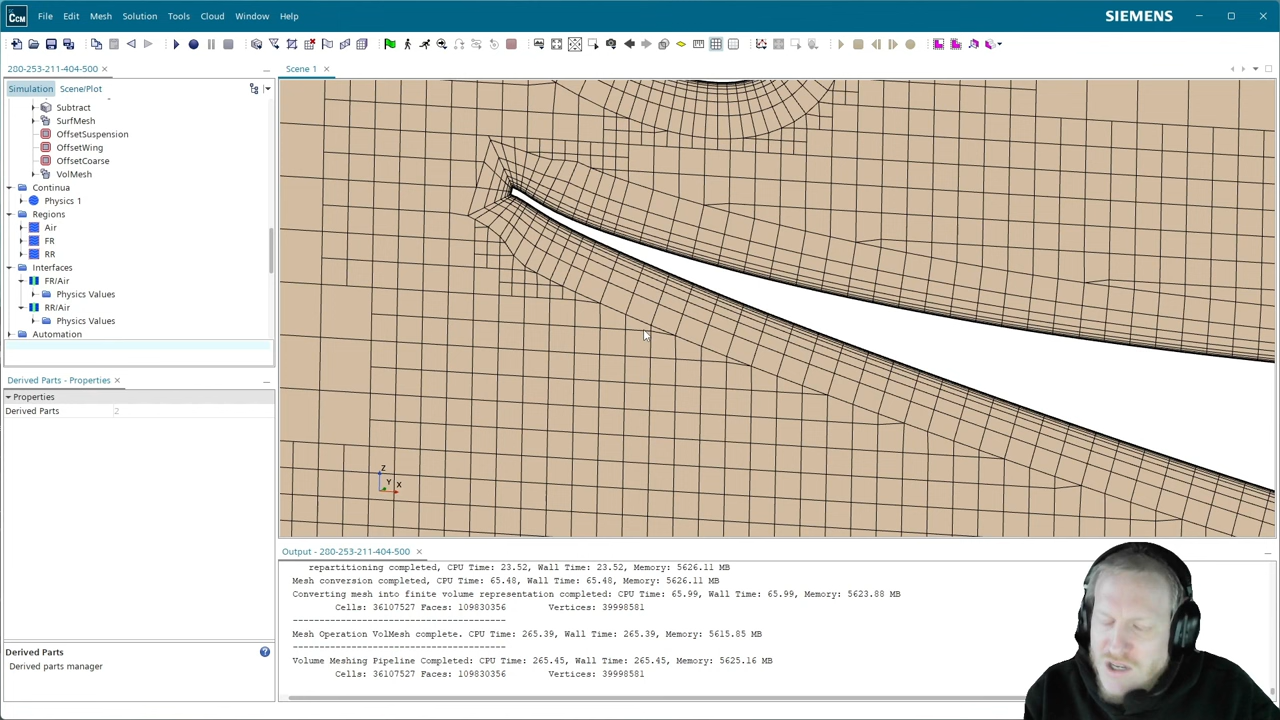 CCM File Edit Mesh Solution Tools Cloud Window Help SIEMENS
280-253-211-404-500
Scene 1
Simulation Scene/Plot
Subtract
SurfMesh
OffsetSuspension
OffsetWing
OffsetCoarse
VolMesh
Continua
Physics 1
Regions
Air
FR
RR
Interfaces
FR/Air
Physics Values
RR/Air
Physics Values
Automation
Derived Parts - Properties
Properties
Derived Parts 2
Derived Parts
Derived parts manager
Z
Y X
Output - 280-253-211-404-500
repartitioning completed, CPU Time: 23.52, Wall Time: 23.52, Memory: 5626.11 MB
Mesh conversion completed, CPU Time: 65.48, Wall Time: 65.48, Memory: 5626.11 MB
Converting mesh into finite volume representation completed: CPU Time: 65.99, Wall Time: 65.99, Memory: 5623.88 MB
Cells: 36107527 Faces: 109830356 Vertices: 39998581
---------------------------------------
Mesh Operation VolMesh complete. CPU Time: 265.39, Wall Time: 265.39, Memory: 5615.85 MB
---------------------------------------
Volume Meshing Pipeline Completed: CPU Time: 265.45, Wall Time: 265.45, Memory: 5625.16 MB
Cells: 36107527 Faces: 109830356 Vertices: 39998581